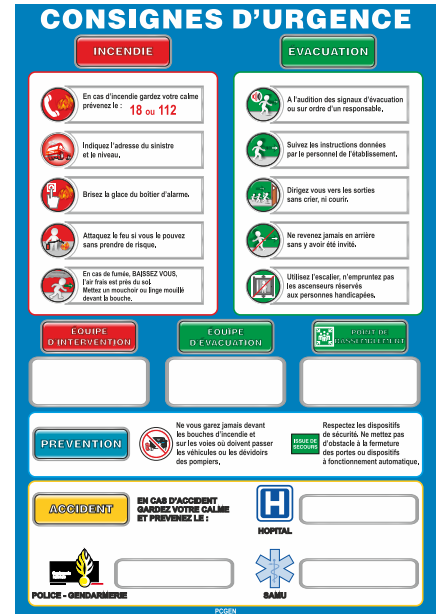 CONSIGNES D'URGENCE
INCENDIE
En cas d'incendie gardez votre calme
prévenez le : 18 ou 112
Indiquez l'adresse du sinistre
et le niveau.
Brisez la glace du boitier d'alarme.
Attaquez le feu si vous le pouvez
sans prendre de risque.
En cas de fumée, BAISSEZ VOUS,
l'air frais est près du sol.
Mettez un mouchoir ou linge mouillé
devant la bouche.
EVACUATION
A l'audition des signaux d'évacuation
ou sur ordre d'un responsable.
Suivez les instructions données
par le personnel de l'établissement.
Dirigez vous vers les sorties
sans crier, ni courir.
Ne revenez jamais en arrière
sans y avoir été invité.
Utilisez l'escalier, n'empruntez pas
les ascenseurs réservés
aux personnes handicapées.
EQUIPE
D'INTERVENTION
EQUIPE
D'EVACUATION
POINT DE
RASSEMBLEMENT
PREVENTION
Ne vous garez jamais devant
les bouches d'incendie et
sur les voies où doivent passer
les véhicules ou les dévidoirs
des pompiers.
ISSUE DE
SECOURS
Respectez les dispositifs
de sécurité. Ne mettez pas
d'obstacle à la fermeture
des portes ou dispositifs
à fonctionnement automatique.
ACCIDENT
EN CAS D'ACCIDENT
GARDEZ VOTRE CALME
ET PREVENEZ LE :
H
HOPITAL
POLICE - GENDARMERIE
SAMU
PCGEN